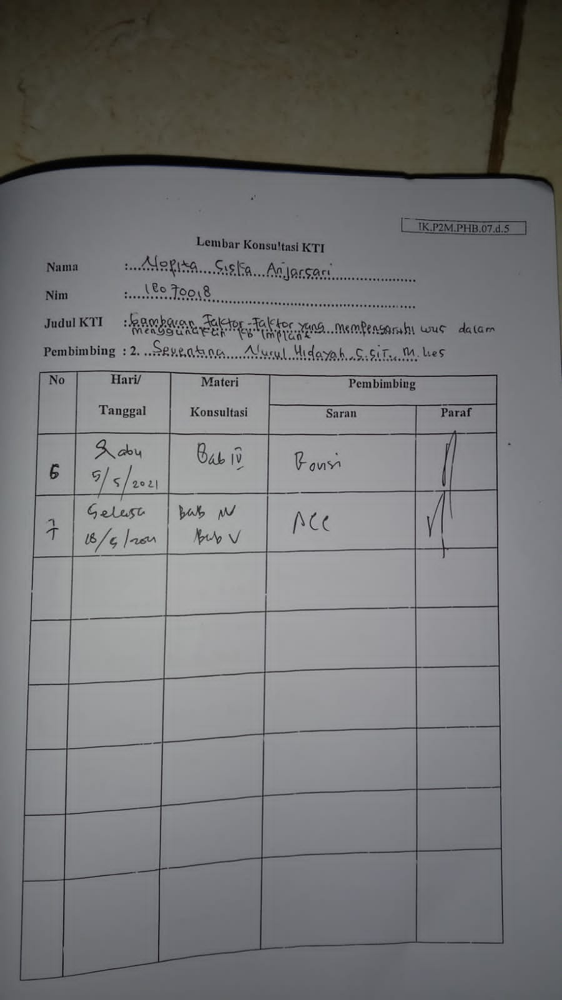 IK.P2M.PHB.07.d.5
Lembar Konsultasi KTI
Nama : Nopita Siska Anjarsari
Nim : 18070018
Judul KTI : Gambaran Faktor-Faktor yang mempengaruhi wus dalam
menggunakan KB Implant
Pembimbing : 2. Seventina Nurul Hidayah, S.SiT., M.Kes
No Hari/ Materi Pembimbing
Tanggal Konsultasi Saran Paraf
6 Rabu Bab IV Revisi
5/5/2021
7 Selasa Bab IV ACC
18/5/2021 Bab V